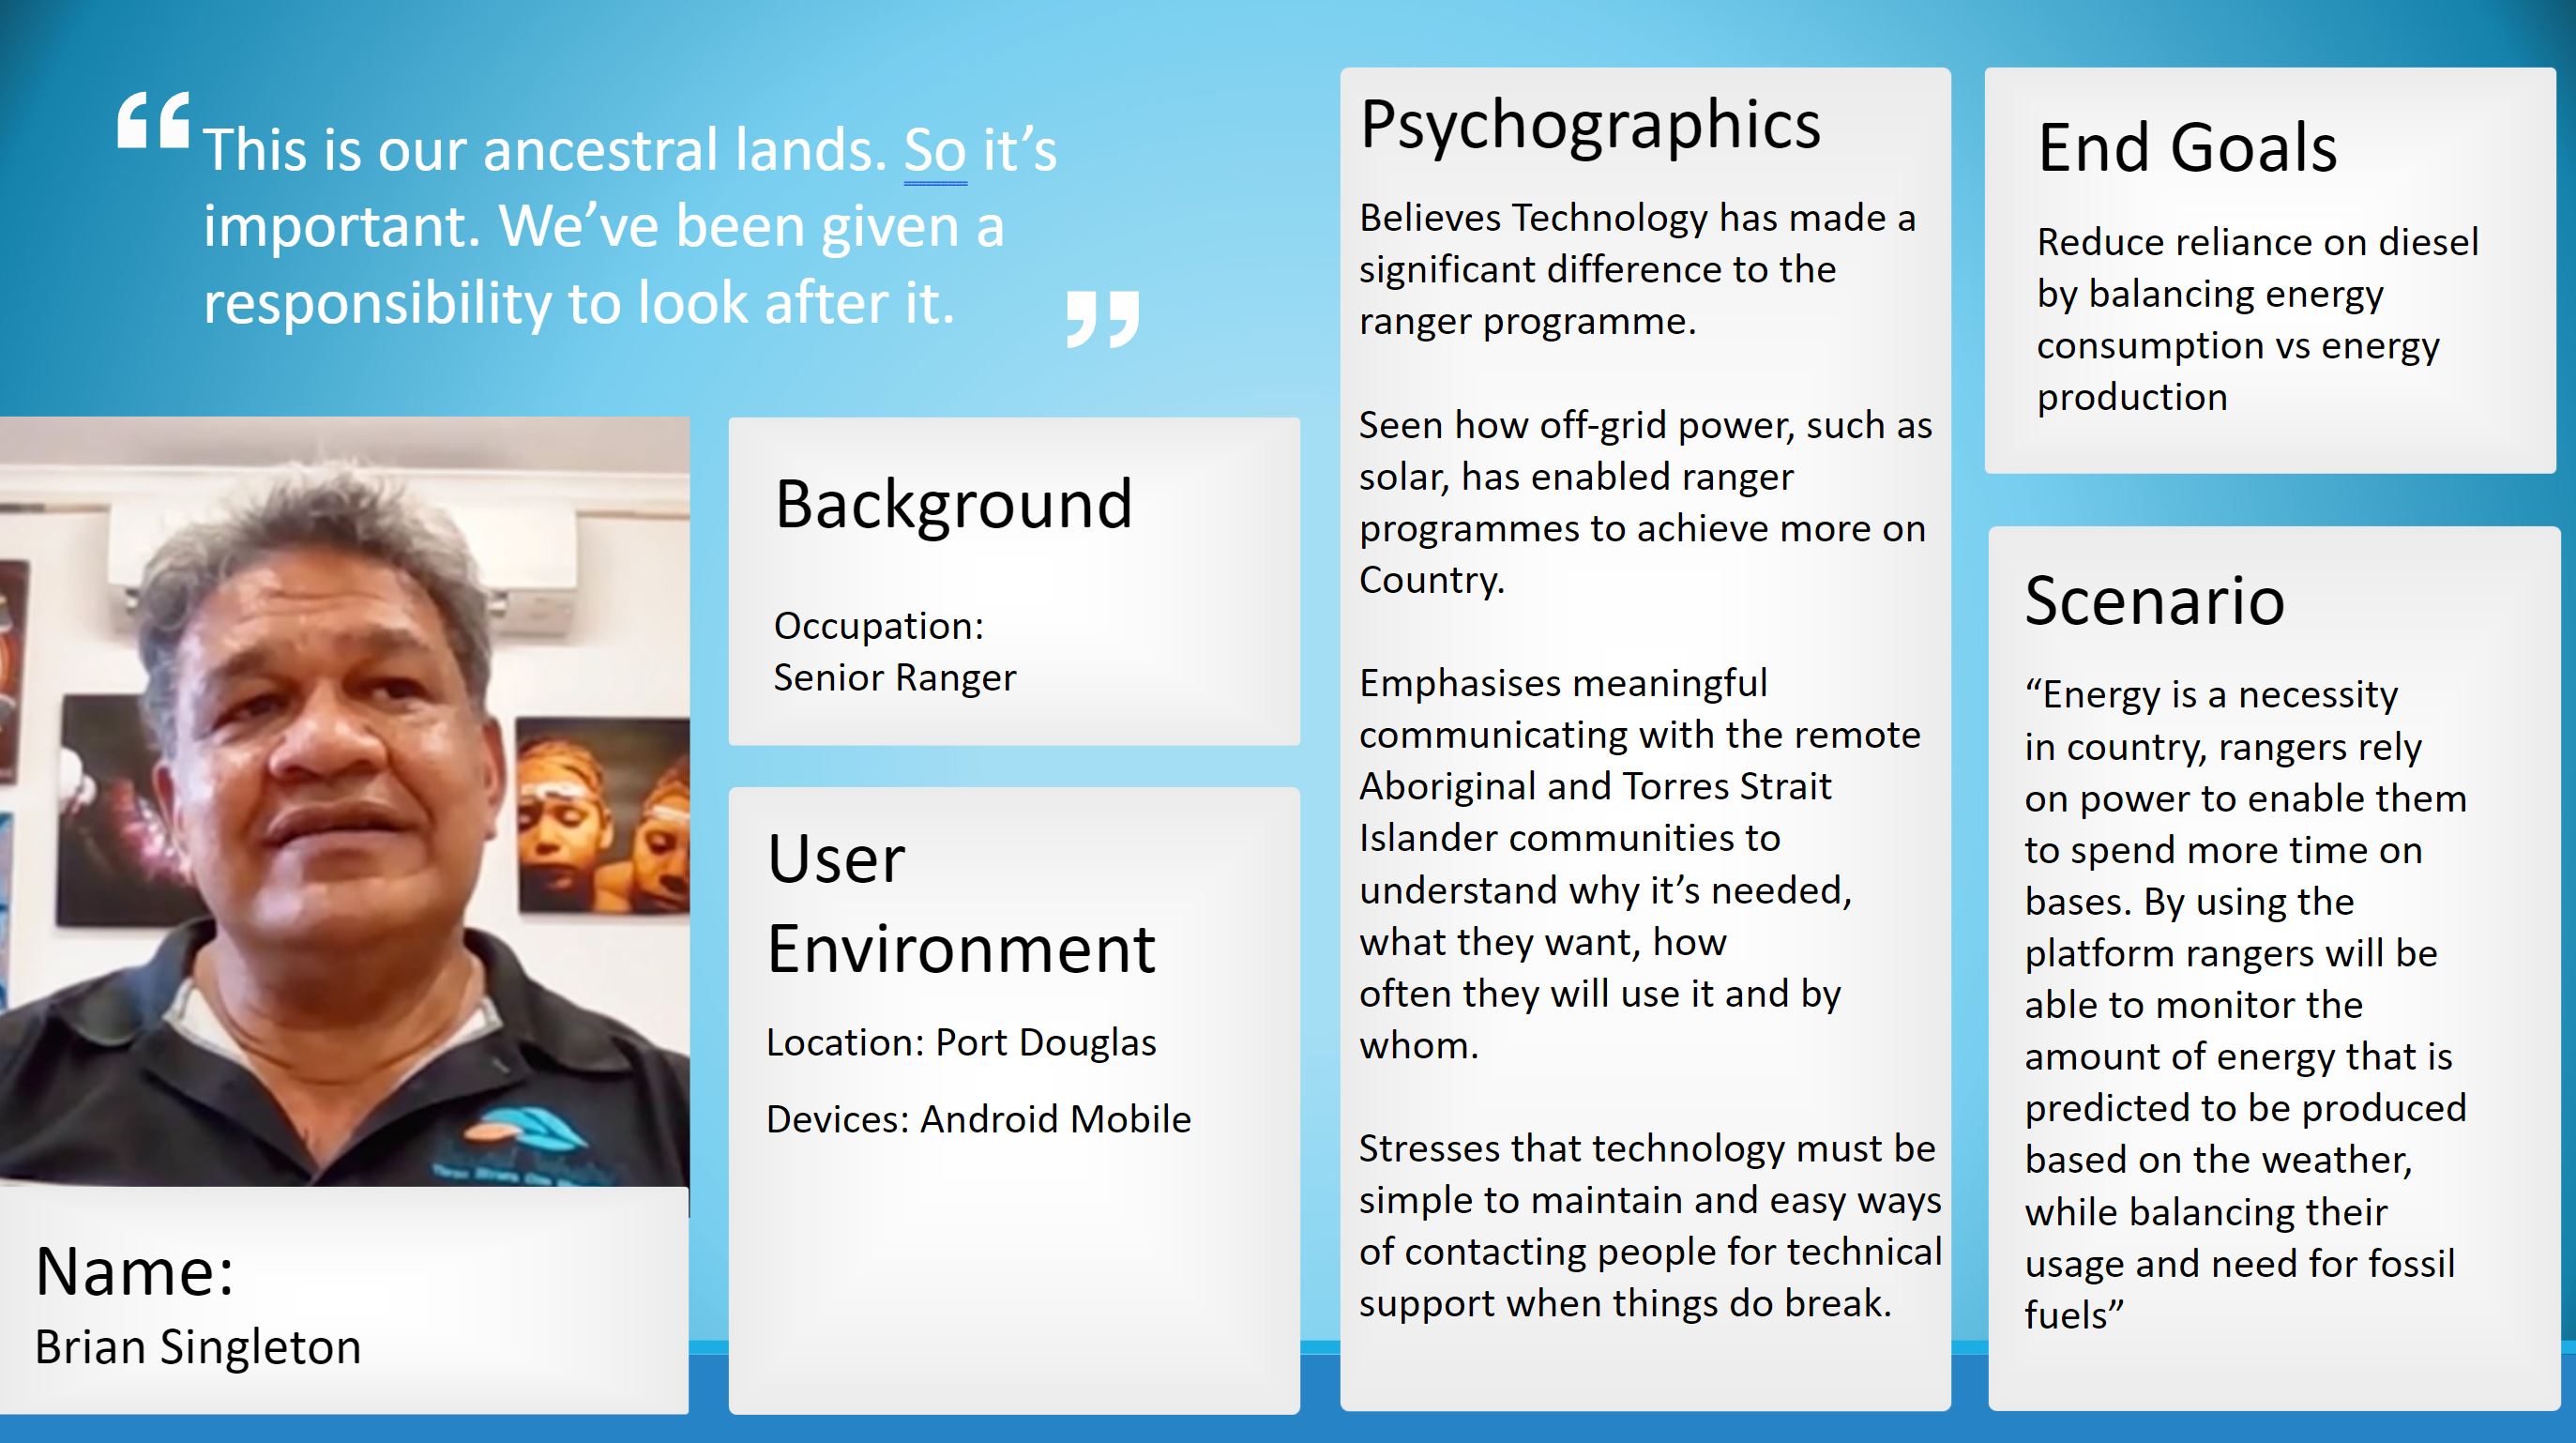 “ This is our ancestral lands. So it’s
important. We’ve been given a
responsibility to look after it. ”
Name:
Brian Singleton
Background
Occupation:
Senior Ranger
User
Environment
Location: Port Douglas
Devices: Android Mobile
Psychographics
Believes Technology has made a
significant difference to the
ranger programme.
Seen how off-grid power, such as
solar, has enabled ranger
programmes to achieve more on
Country.
Emphasises meaningful
communicating with the remote
Aboriginal and Torres Strait
Islander communities to
understand why it’s needed,
what they want, how
often they will use it and by
whom.
Stresses that technology must be
simple to maintain and easy ways
of contacting people for technical
support when things do break.
End Goals
Reduce reliance on diesel
by balancing energy
consumption vs energy
production
Scenario
“Energy is a necessity
in country, rangers rely
on power to enable them
to spend more time on
bases. By using the
platform rangers will be
able to monitor the
amount of energy that is
predicted to be produced
based on the weather,
while balancing their
usage and need for fossil
fuels”